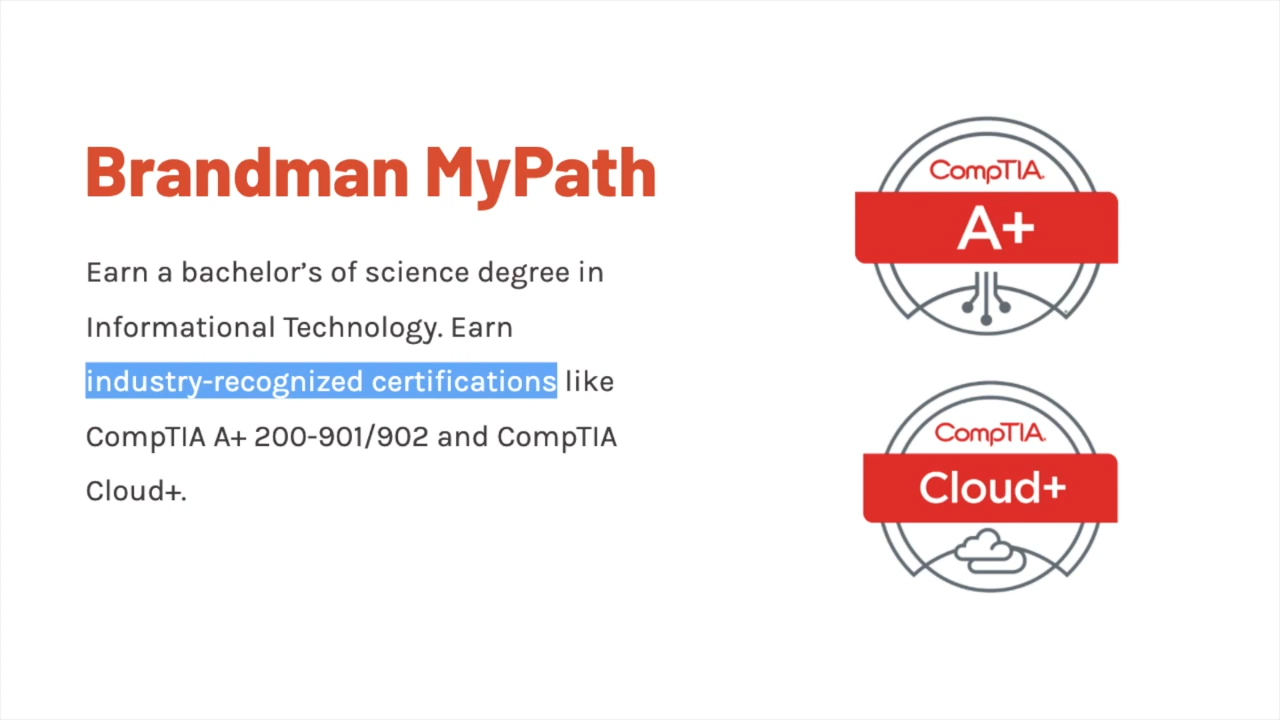 Brandman MyPath
Earn a bachelor’s of science degree in
Informational Technology. Earn
industry-recognized certifications like
CompTIA A+ 200-901/902 and CompTIA
Cloud+.
CompTIA.
A+
CompTIA.
Cloud+